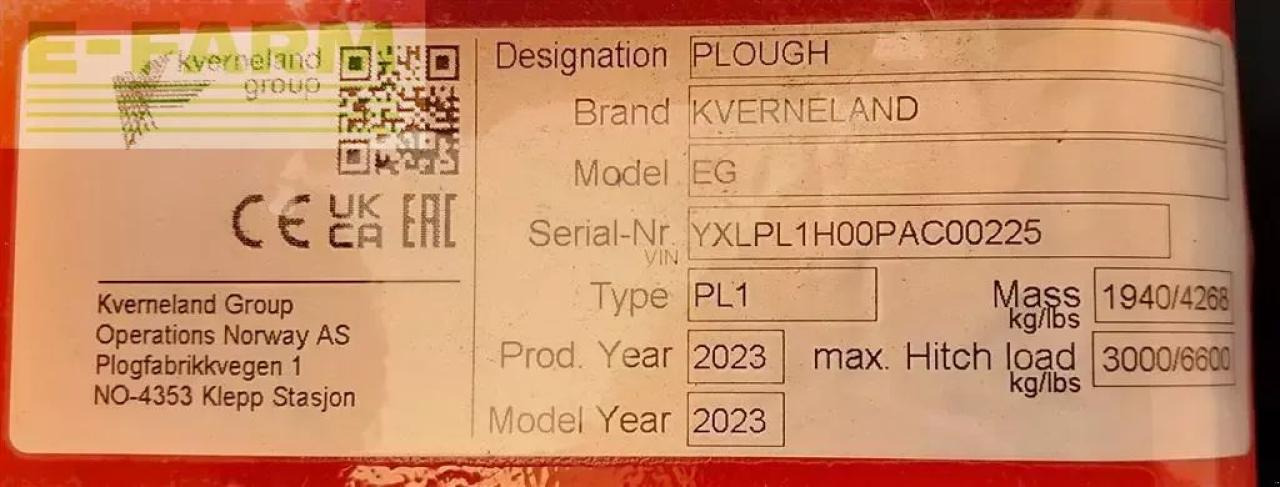 E-FARM
kverneland
group
CE UK CA EAC
Kverneland Group
Operations Norway AS
Plogfabrikkvegen 1
NO-4353 Klepp Stasjon
Designation PLOUGH
Brand KVERNELAND
Model EG
Serial-Nr. YXLPL1H00PAC00225
VIN
Type PL1 Mass 1940/4268
kg/lbs
Prod. Year 2023 max. Hitch load 3000/6600
kg/lbs
Model Year 2023